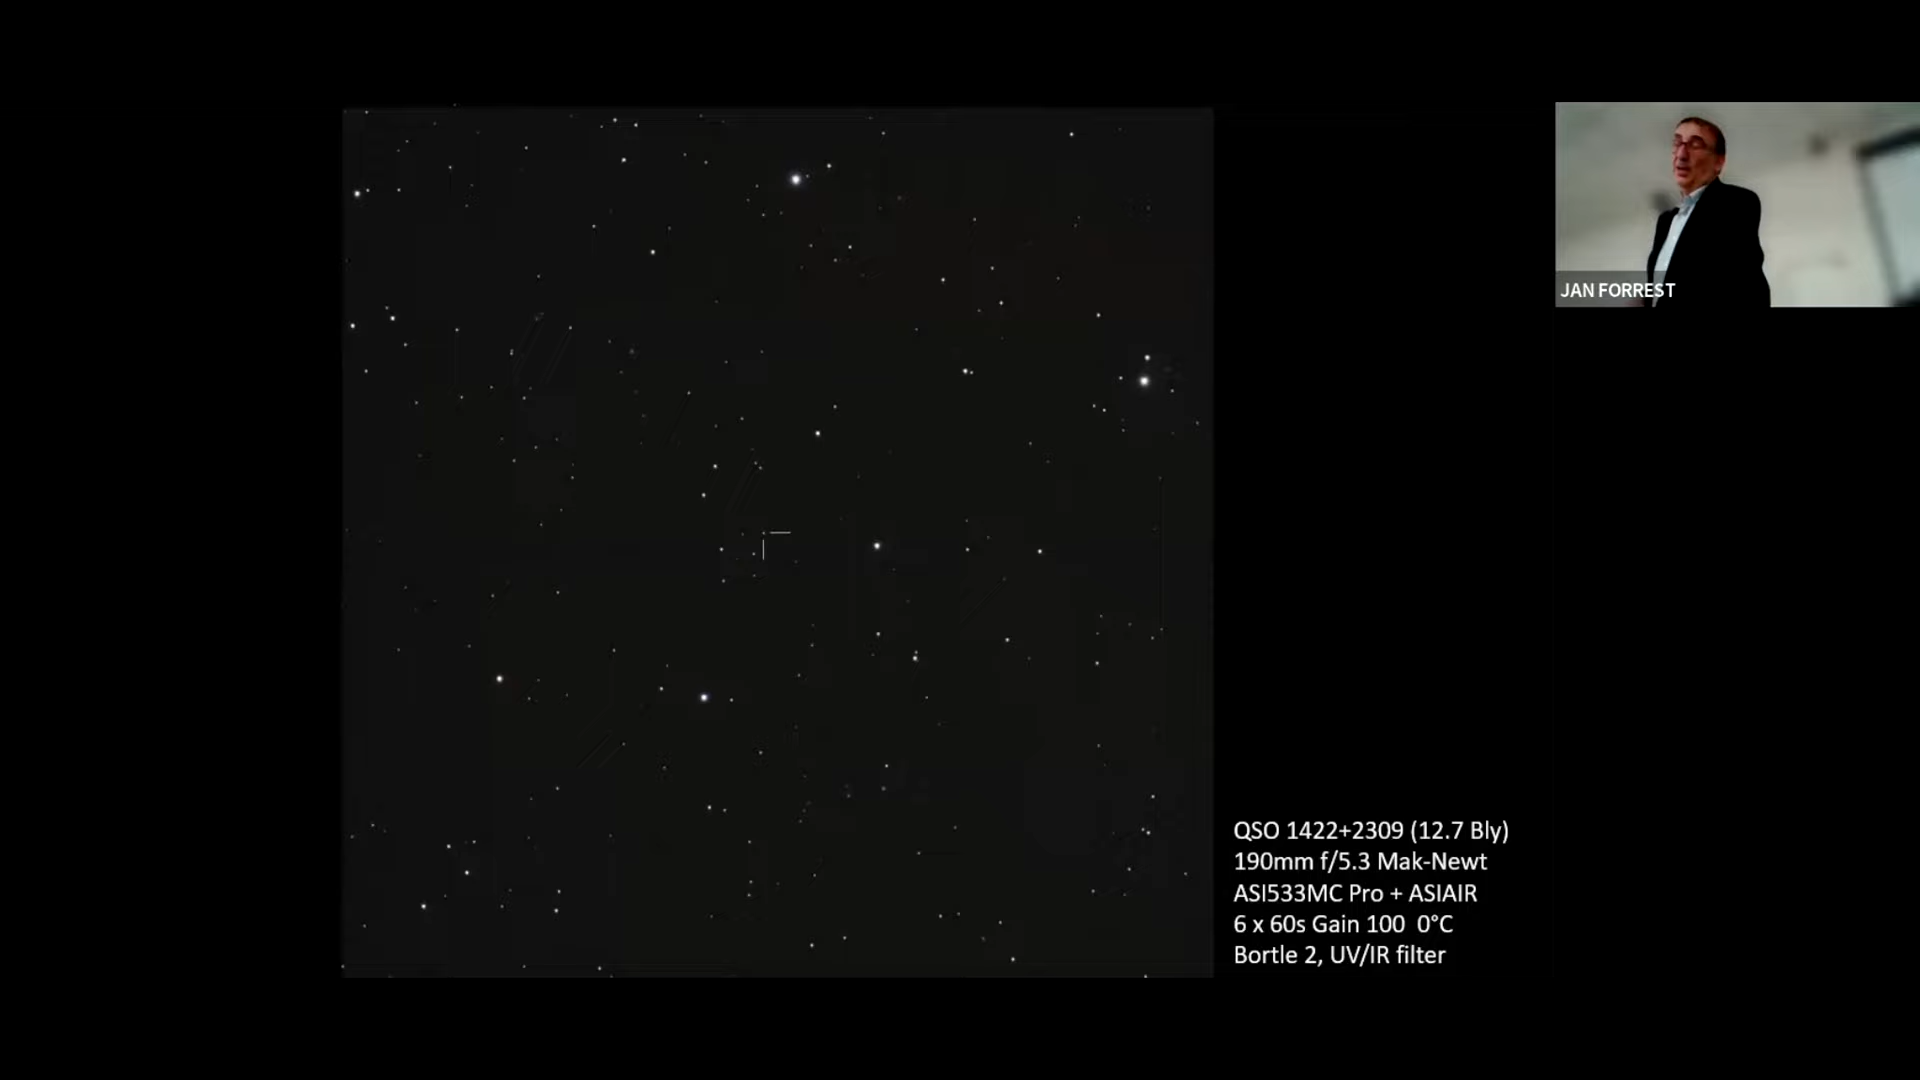 JAN FORREST
QSO 1422+2309 (12.7 Bly)
190mm f/5.3 Mak-Newt
ASI533MC Pro + ASIAIR
6 x 60s Gain 100 0°C
Bortle 2, UV/IR filter